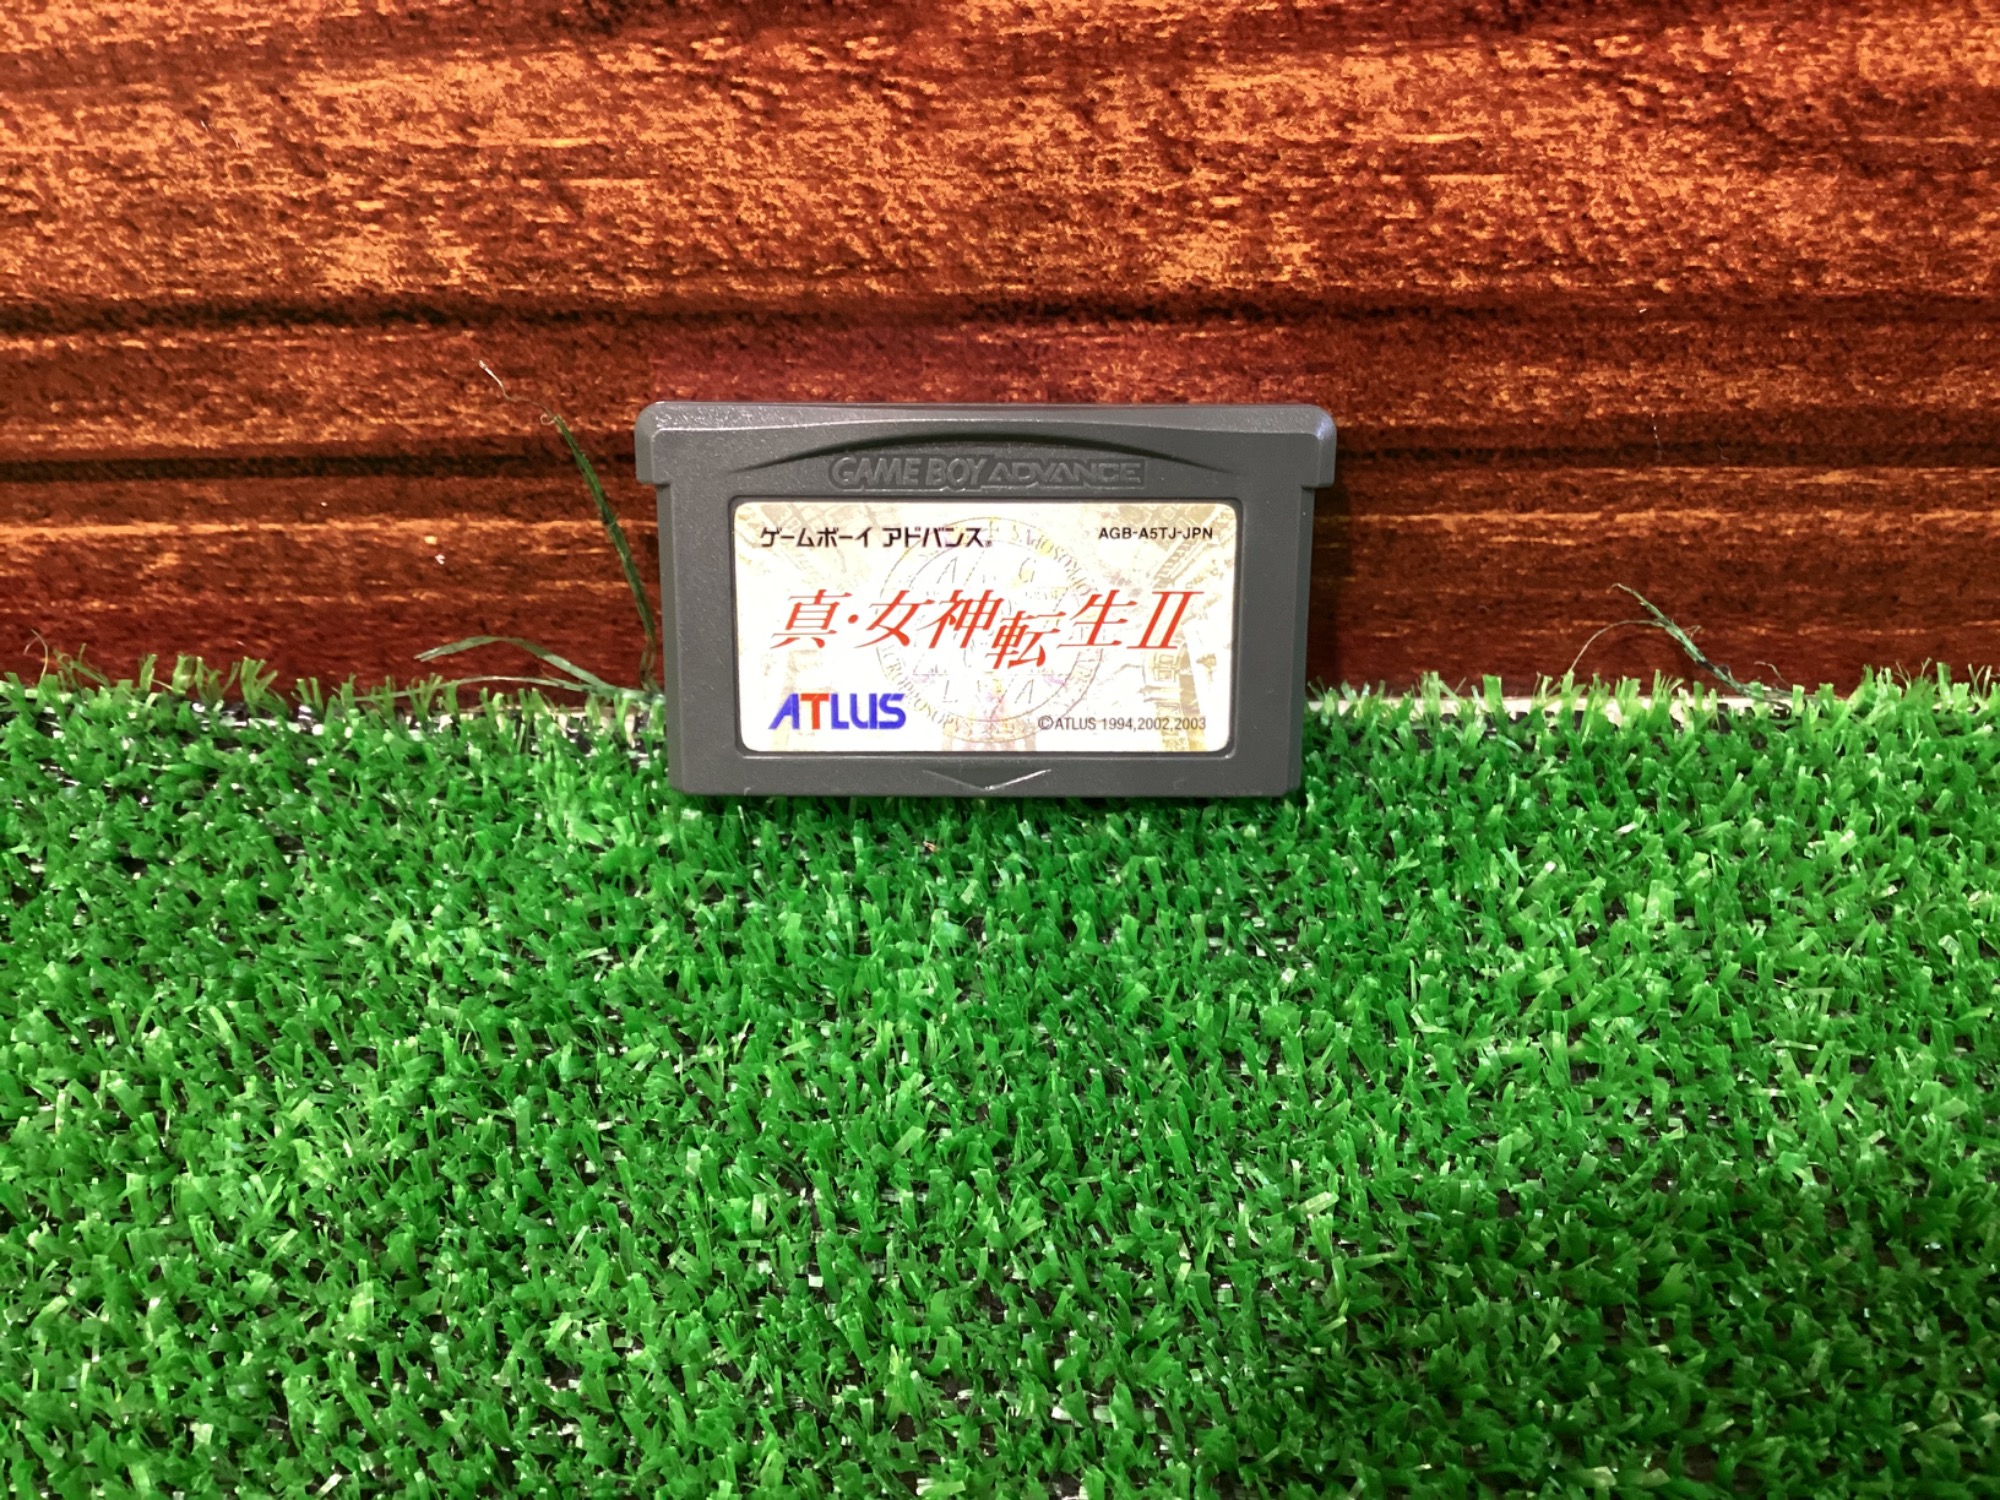 GAME BOY ADVANCE
ゲームボーイ アドバンス® AGB-A5TJ-JPN
真・女神転生II
ATLUS
©ATLUS 1994,2002,2003